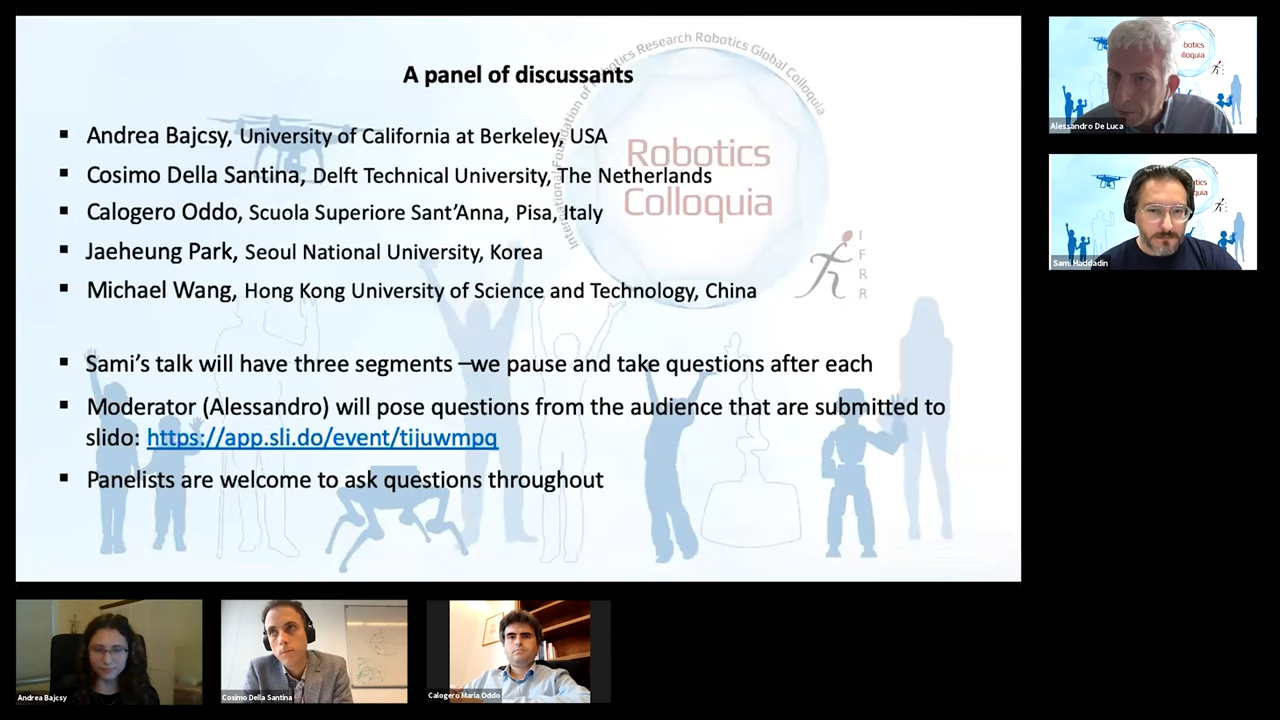 A panel of discussants
International Foundation of Robotics Research Robotics Global Colloquia
Robotics
Colloquia
IFRR
▪ Andrea Bajcsy, University of California at Berkeley, USA
▪ Cosimo Della Santina, Delft Technical University, The Netherlands
▪ Calogero Oddo, Scuola Superiore Sant’Anna, Pisa, Italy
▪ Jaeheung Park, Seoul National University, Korea
▪ Michael Wang, Hong Kong University of Science and Technology, China
▪ Sami’s talk will have three segments –we pause and take questions after each
▪ Moderator (Alessandro) will pose questions from the audience that are submitted to
slido: https://app.sli.do/event/tijuwmpq
▪ Panelists are welcome to ask questions throughout
Alessandro De Luca
Sami Haddadin
Andrea Bajcsy
Cosimo Della Santina
Calogero Maria Oddo